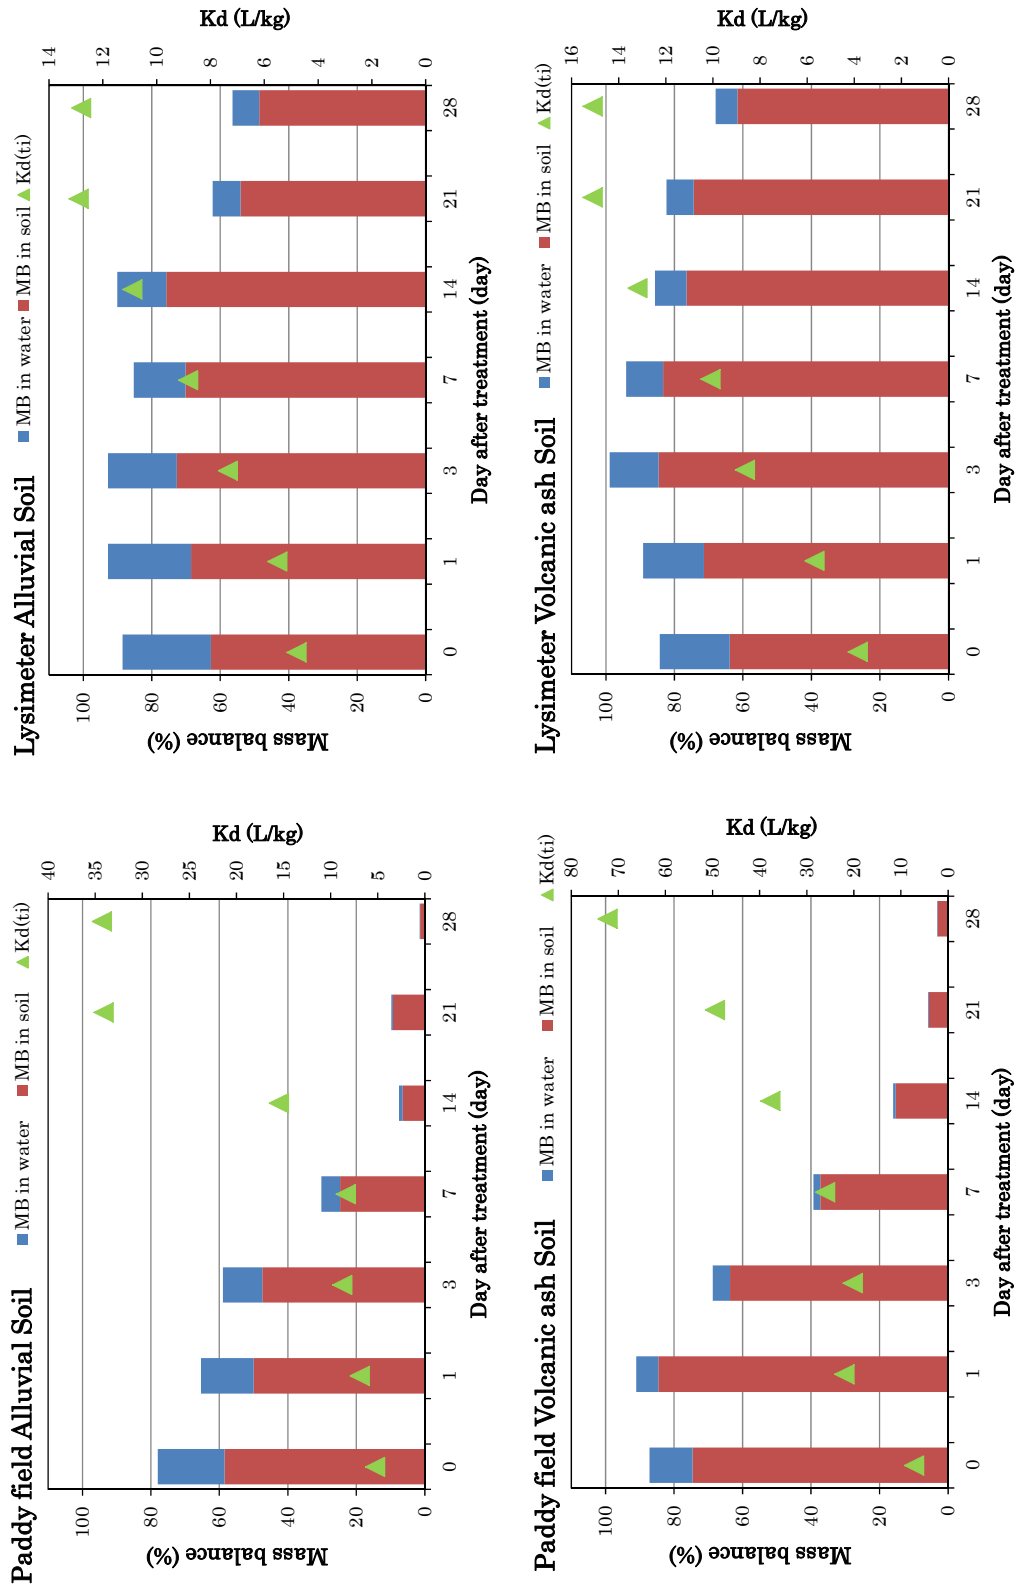 Paddy field Alluvial Soil
MB in water MB in soil Kd(ti)
Mass balance (%)
100
80
60
40
20
0
Kd (L/kg)
40
35
30
25
20
15
10
5
0
0 1 3 7 14 21 28
Day after treatment (day)
Lysimeter Alluvial Soil
MB in water MB in soil Kd(ti)
Mass balance (%)
100
80
60
40
20
0
Kd (L/kg)
14
12
10
8
6
4
2
0
0 1 3 7 14 21 28
Day after treatment (day)
Paddy field Volcanic ash Soil
MB in water MB in soil Kd(ti)
Mass balance (%)
100
80
60
40
20
0
Kd (L/kg)
80
70
60
50
40
30
20
10
0
0 1 3 7 14 21 28
Day after treatment (day)
Lysimeter Volcanic ash Soil
MB in water MB in soil Kd(ti)
Mass balance (%)
100
80
60
40
20
0
Kd (L/kg)
16
14
12
10
8
6
4
2
0
0 1 3 7 14 21 28
Day after treatment (day)